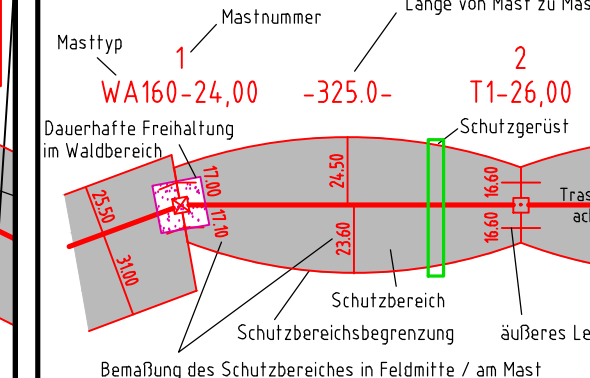 Länge von Mast zu
Mastnummer
Masttyp
1
2
WA160-24,00 -325.0- T1-26,00
Dauerhafte Freihaltung
im Waldbereich
Schutzgerüst
24.50
17.00
16.60
25.50
17.10
16.60
23.60
31.00
Schutzbereich
Schutzbereichsbegrenzung
äußeres
Bemaßung des Schutzbereiches in Feldmitte / am Mast